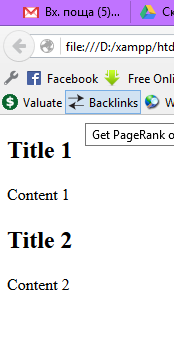 Вх. поща (5)...
file:///D:/xampp/htd
Facebook
Free Onli
Valuate
Backlinks
Get PageRank o
Title 1
Content 1
Title 2
Content 2